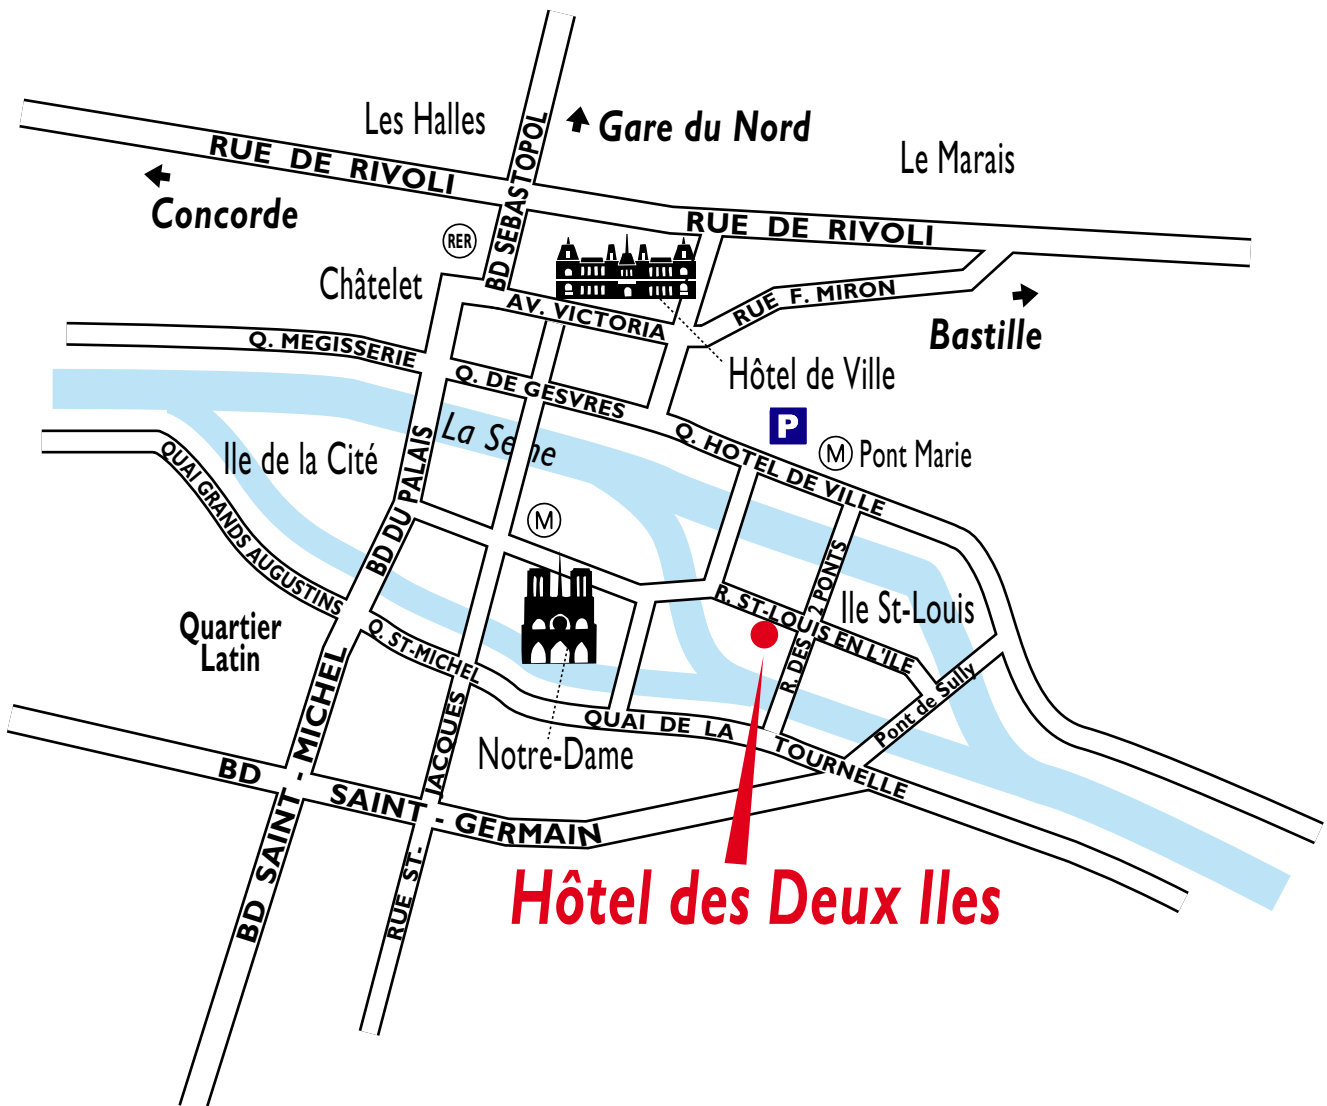 Les Halles
BD SEBASTOPOL
Gare du Nord
Le Marais
RUE DE RIVOLI
Concorde
RUE DE RIVOLI
RER
Châtelet
AV. VICTORIA
RUE F. MIRON
Bastille
Q. MEGISSERIE
Q. DE GESVRES
Hôtel de Ville
P
La Seine
Q. HOTEL DE VILLE
M Pont Marie
Ile de la Cité
BD DU PALAIS
QUAI GRANDS AUGUSTINS
M
R. DES 2 PONTS
R. ST-LOUIS EN L'ILE
Ile St-Louis
Quartier
Latin
Q. ST-MICHEL
Pont de Sully
QUAI DE LA TOURNELLE
Notre-Dame
BD SAINT - MICHEL
BD SAINT - GERMAIN
RUE ST- JACQUES
Hôtel des Deux Iles